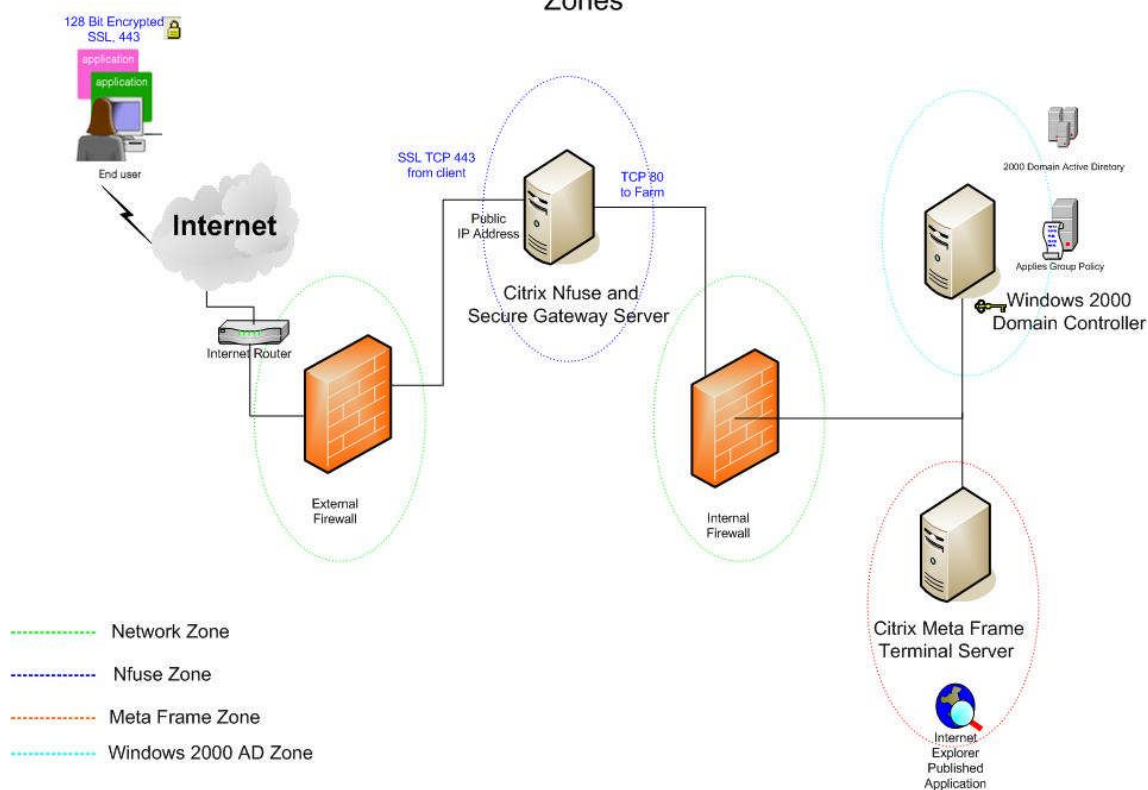 Zones
128 Bit Encrypted
SSL, 443
application
application
End user
Internet
Internet Router
External
Firewall
SSL TCP 443
from client
Public
IP Address
TCP 80
to Farm
Citrix Nfuse and
Secure Gateway Server
Internal
Firewall
2000 Domain Active Diretory
Applies Group Policy
Windows 2000
Domain Controller
Citrix Meta Frame
Terminal Server
Internet
Explorer
Published
Application
Network Zone
Nfuse Zone
Meta Frame Zone
Windows 2000 AD Zone